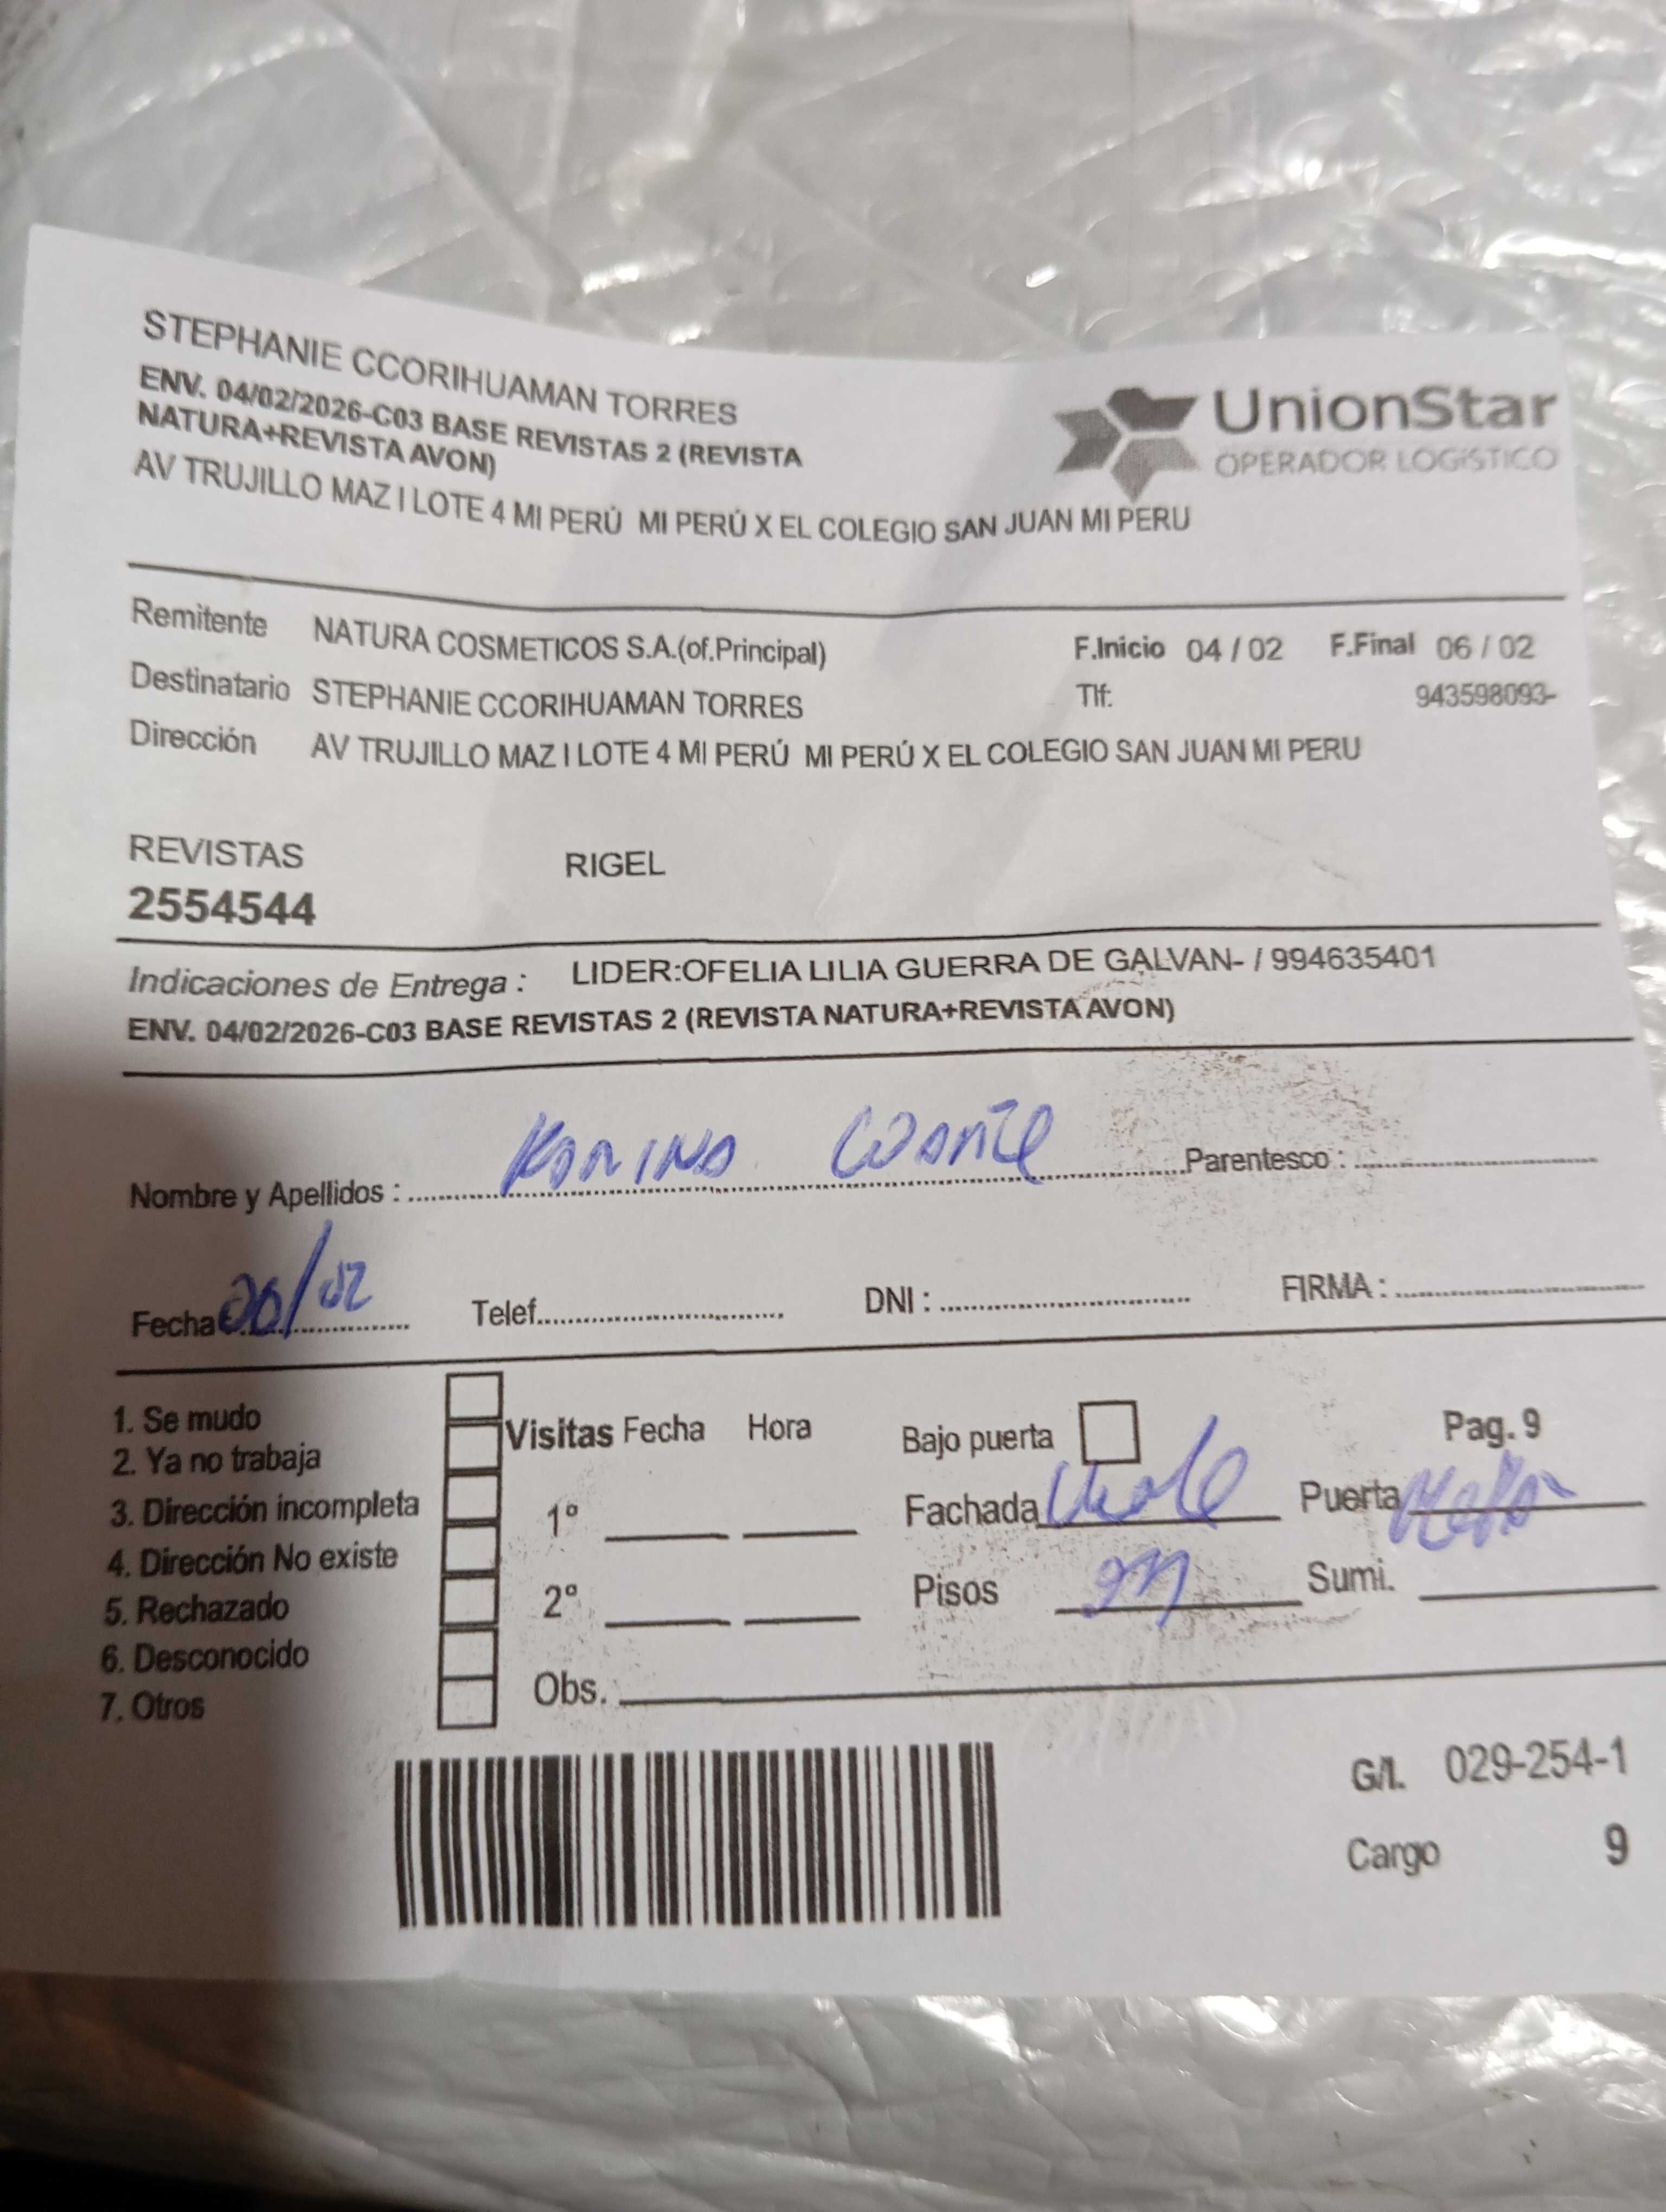 STEPHANIE CCORIHUAMAN TORRES
ENV. 04/02/2026-C03 BASE REVISTAS 2 (REVISTA
NATURA+REVISTA AVON)
AV TRUJILLO MAZ I LOTE 4 MI PERÚ MI PERÚ X EL COLEGIO SAN JUAN MI PERU
UnionStar
OPERADOR LOGÍSTICO
Remitente NATURA COSMETICOS S.A.(of.Principal) F.Inicio 04 / 02 F.Final 06 / 02
Destinatario STEPHANIE CCORIHUAMAN TORRES Tlf: 943598093-
Dirección AV TRUJILLO MAZ I LOTE 4 MI PERÚ MI PERÚ X EL COLEGIO SAN JUAN MI PERU
REVISTAS RIGEL
2554544
Indicaciones de Entrega : LIDER:OFELIA LILIA GUERRA DE GALVAN- / 994635401
ENV. 04/02/2026-C03 BASE REVISTAS 2 (REVISTA NATURA+REVISTA AVON)
Nombre y Apellidos : Parentesco :
Fecha Telef. DNI : FIRMA :
1. Se mudo
2. Ya no trabaja
3. Dirección incompleta
4. Dirección No existe
5. Rechazado
6. Desconocido
7. Otros
Visitas Fecha Hora
1º
2º
Obs.
Bajo puerta Pag. 9
Fachada Puerta
Pisos Sumi.
G/I. 029-254-1
Cargo 9